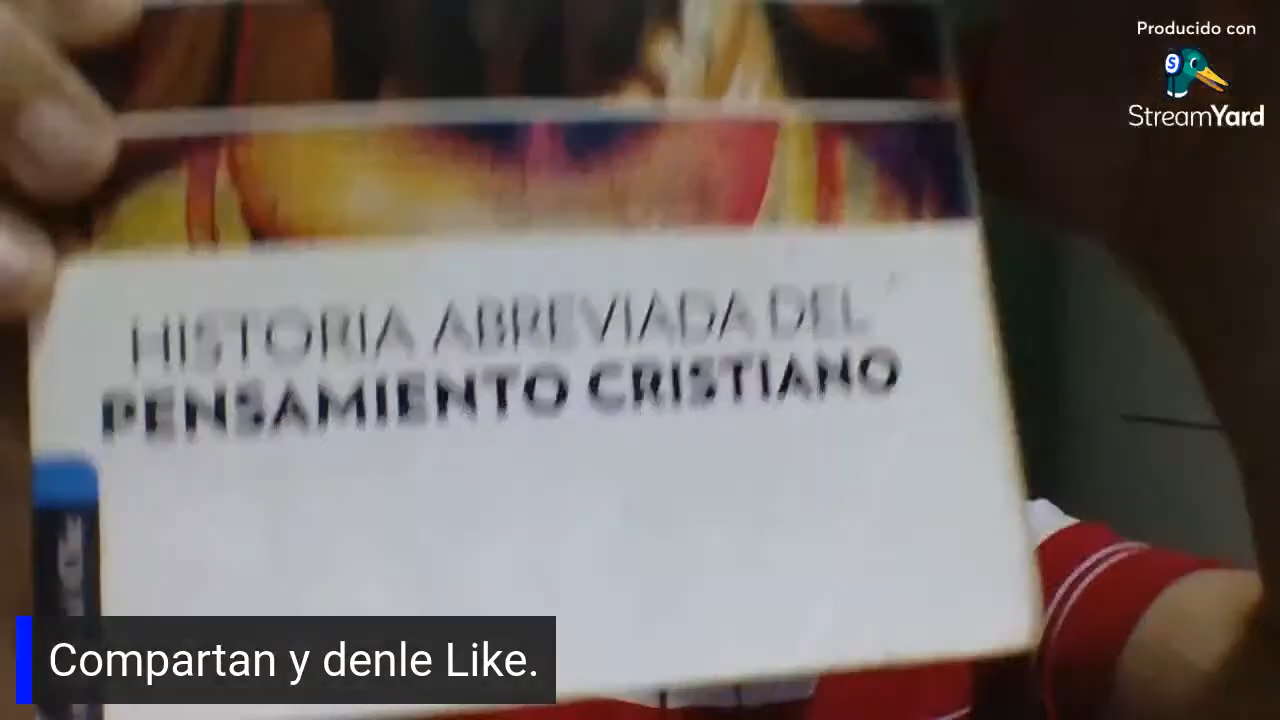 Producido con
StreamYard
HISTORIA ABREVIADA DEL
PENSAMIENTO CRISTIANO
Compartan y denle Like.